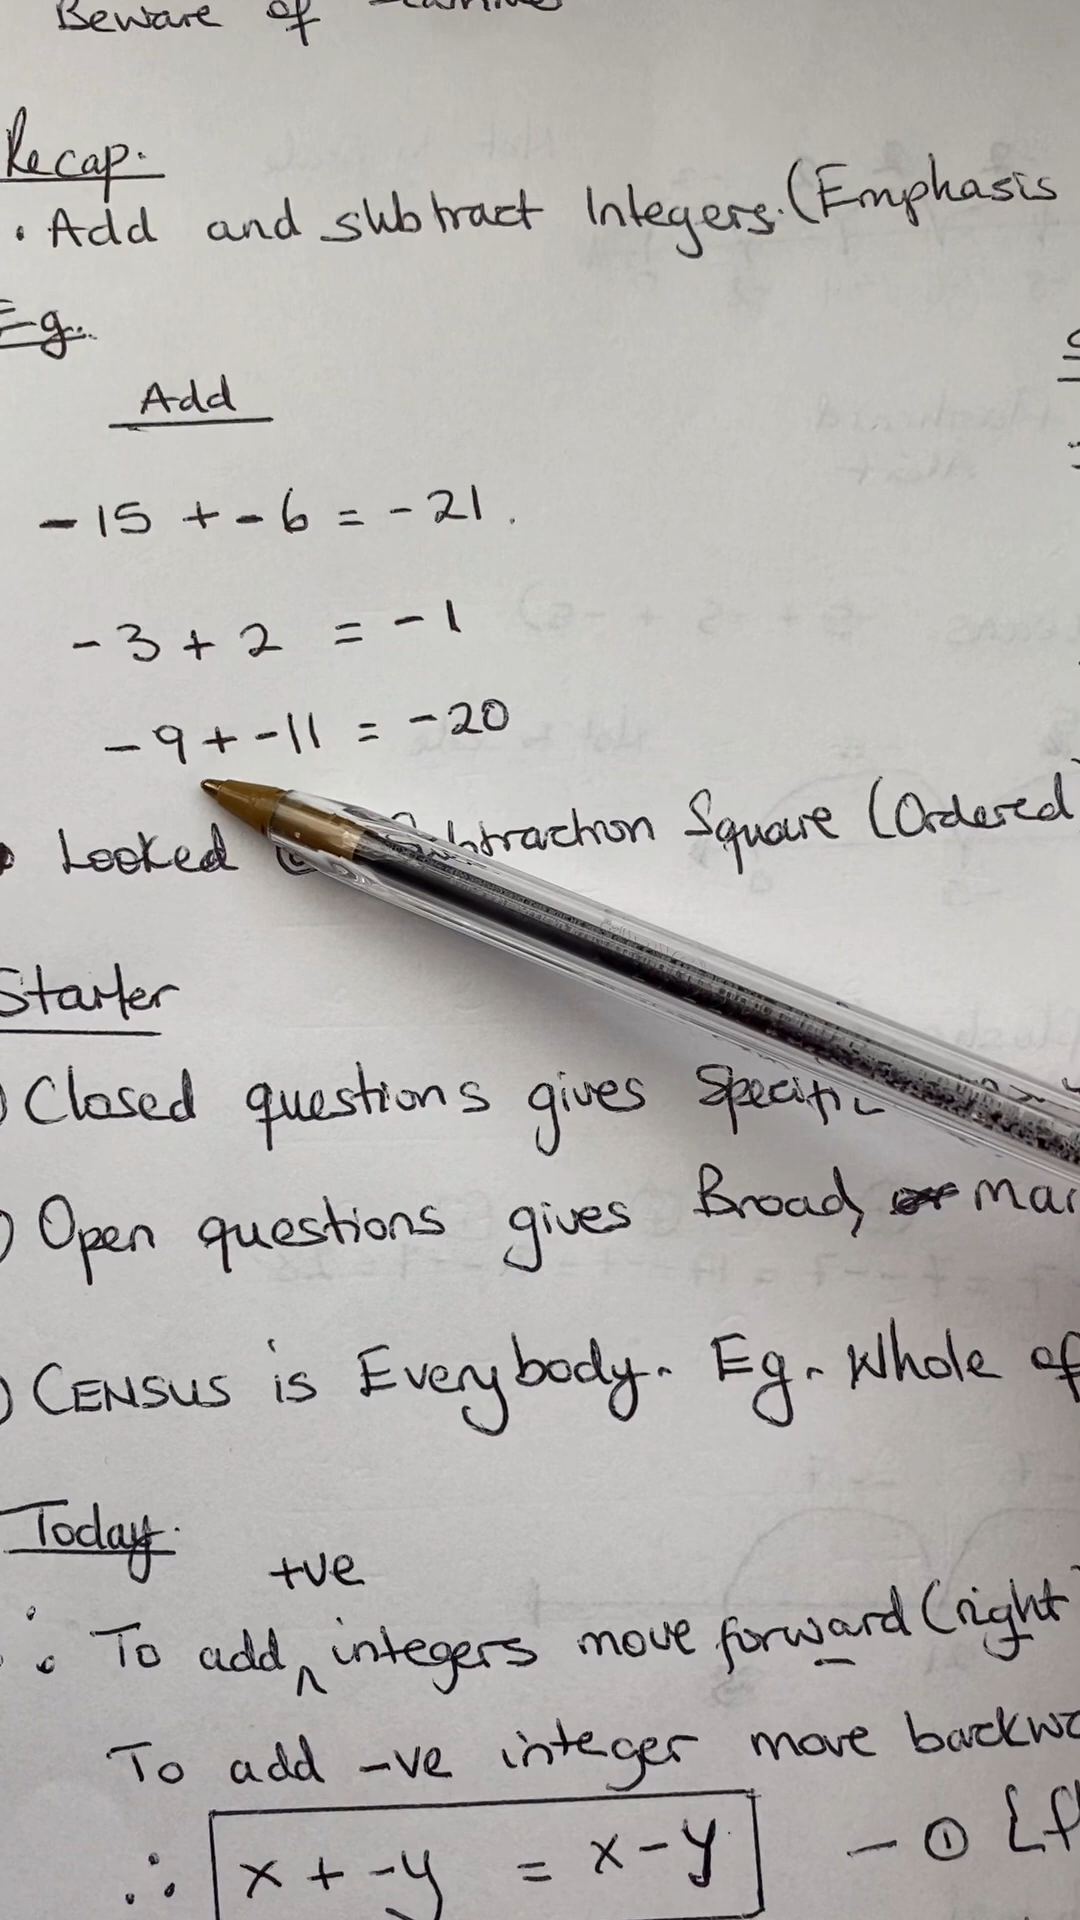 Beware of
Recap.
. Add and subtract Integers. (Emphasis
Eg.
Add
-15 + -6 = -21.
-3 + 2 = -1
-9 + -11 = -20
Looked @ Subtraction Square (Ordered)
Starter
) Closed questions gives Specific
) Open questions gives Broad,
) CENSUS is Everybody. Eg. Whole of
Today.
+ve
∴ To add ^ integers move forward (right)
To add -ve integer move
∴ x + -y = x - y - ①